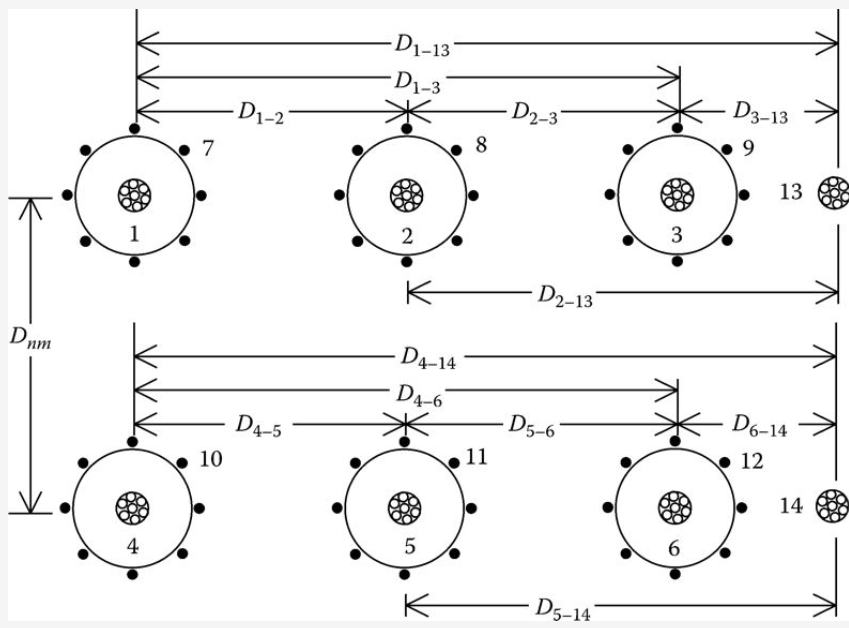 D1–13
D1–3
D1–2 D2–3 D3–13
7 8 9
13
1 2 3
D2–13
Dnm
D4–14
D4–6
D4–5 D5–6 D6–14
10 11 12
14
4 5 6
D5–14